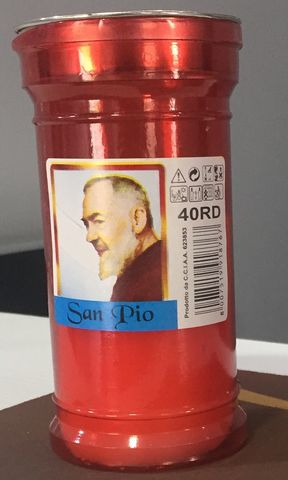 40RD
San Pio
Prodotto da C.C.I.A.A. 623853